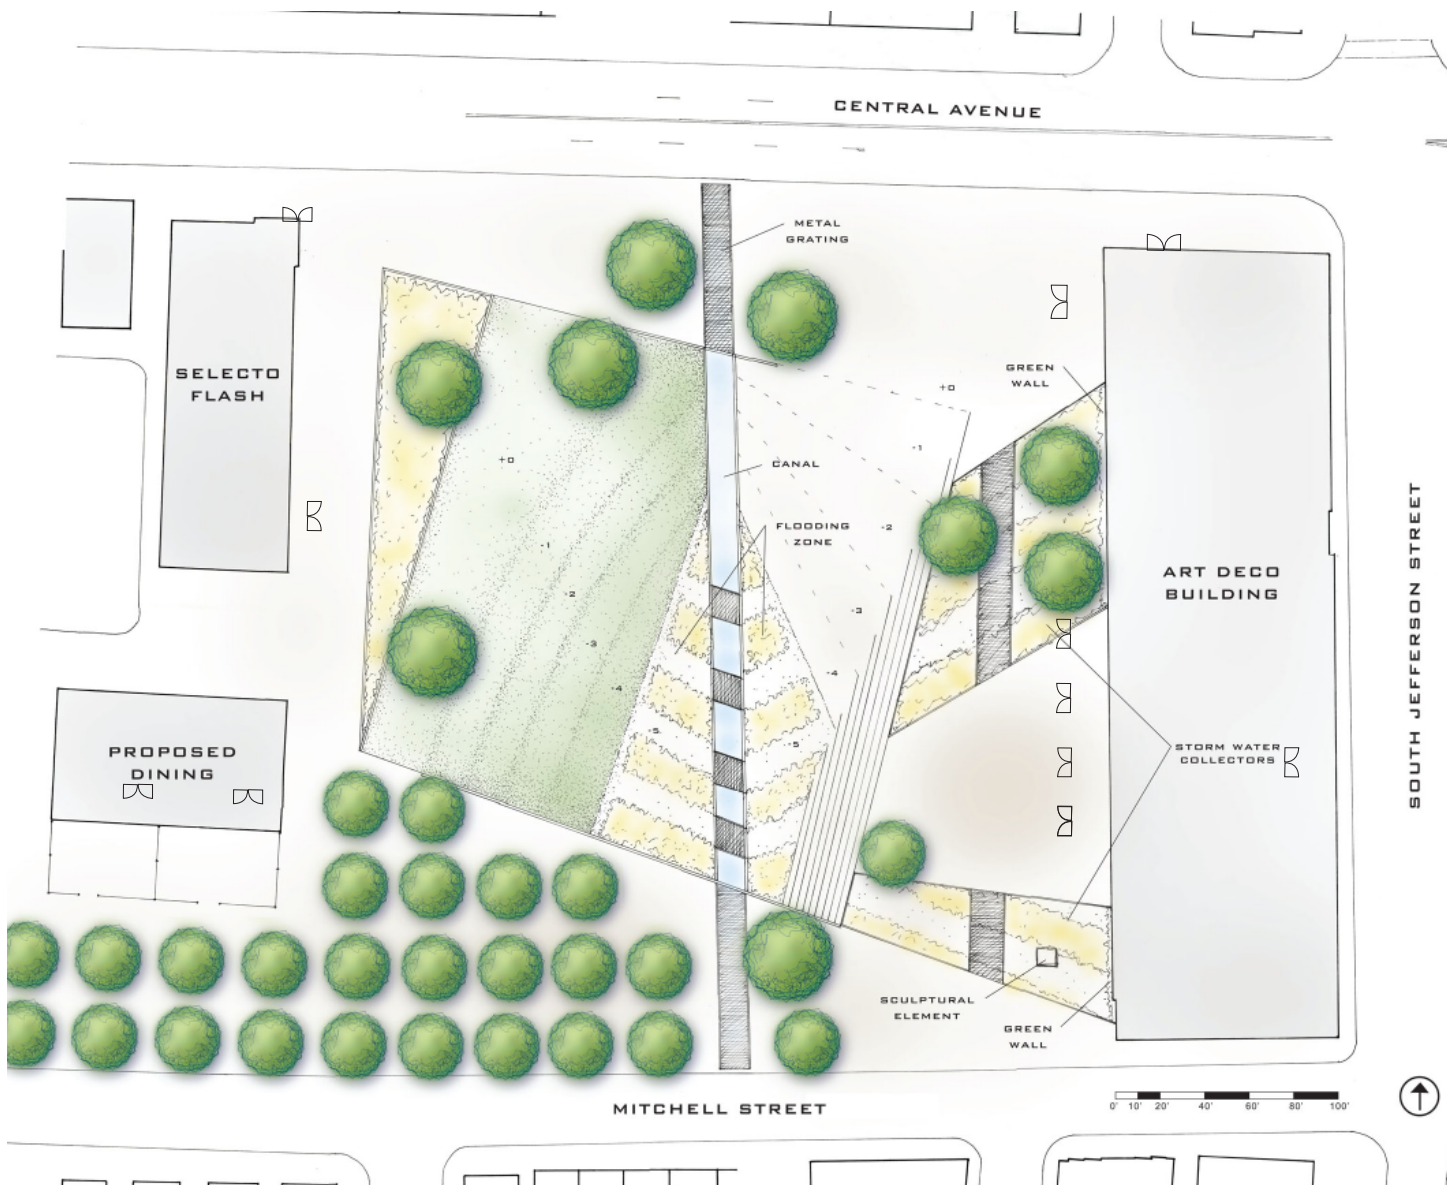 CENTRAL AVENUE
METAL
GRATING
SELECTO
FLASH
GREEN
WALL
+0
-1
+0
CANAL
FLOODING
ZONE
-2
-1
-2
-3
-3
-4
-4
-5
-5
ART DECO
BUILDING
SOUTH JEFFERSON STREET
PROPOSED
DINING
STORM WATER
COLLECTORS
SCULPTURAL
ELEMENT
GREEN
WALL
MITCHELL STREET
0' 10' 20' 40' 60' 80' 100'